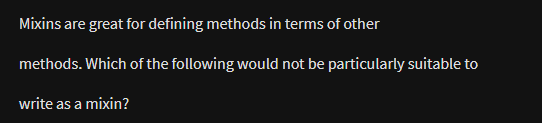 Mixins are great for defining methods in terms of other
methods. Which of the following would not be particularly suitable to
write as a mixin?